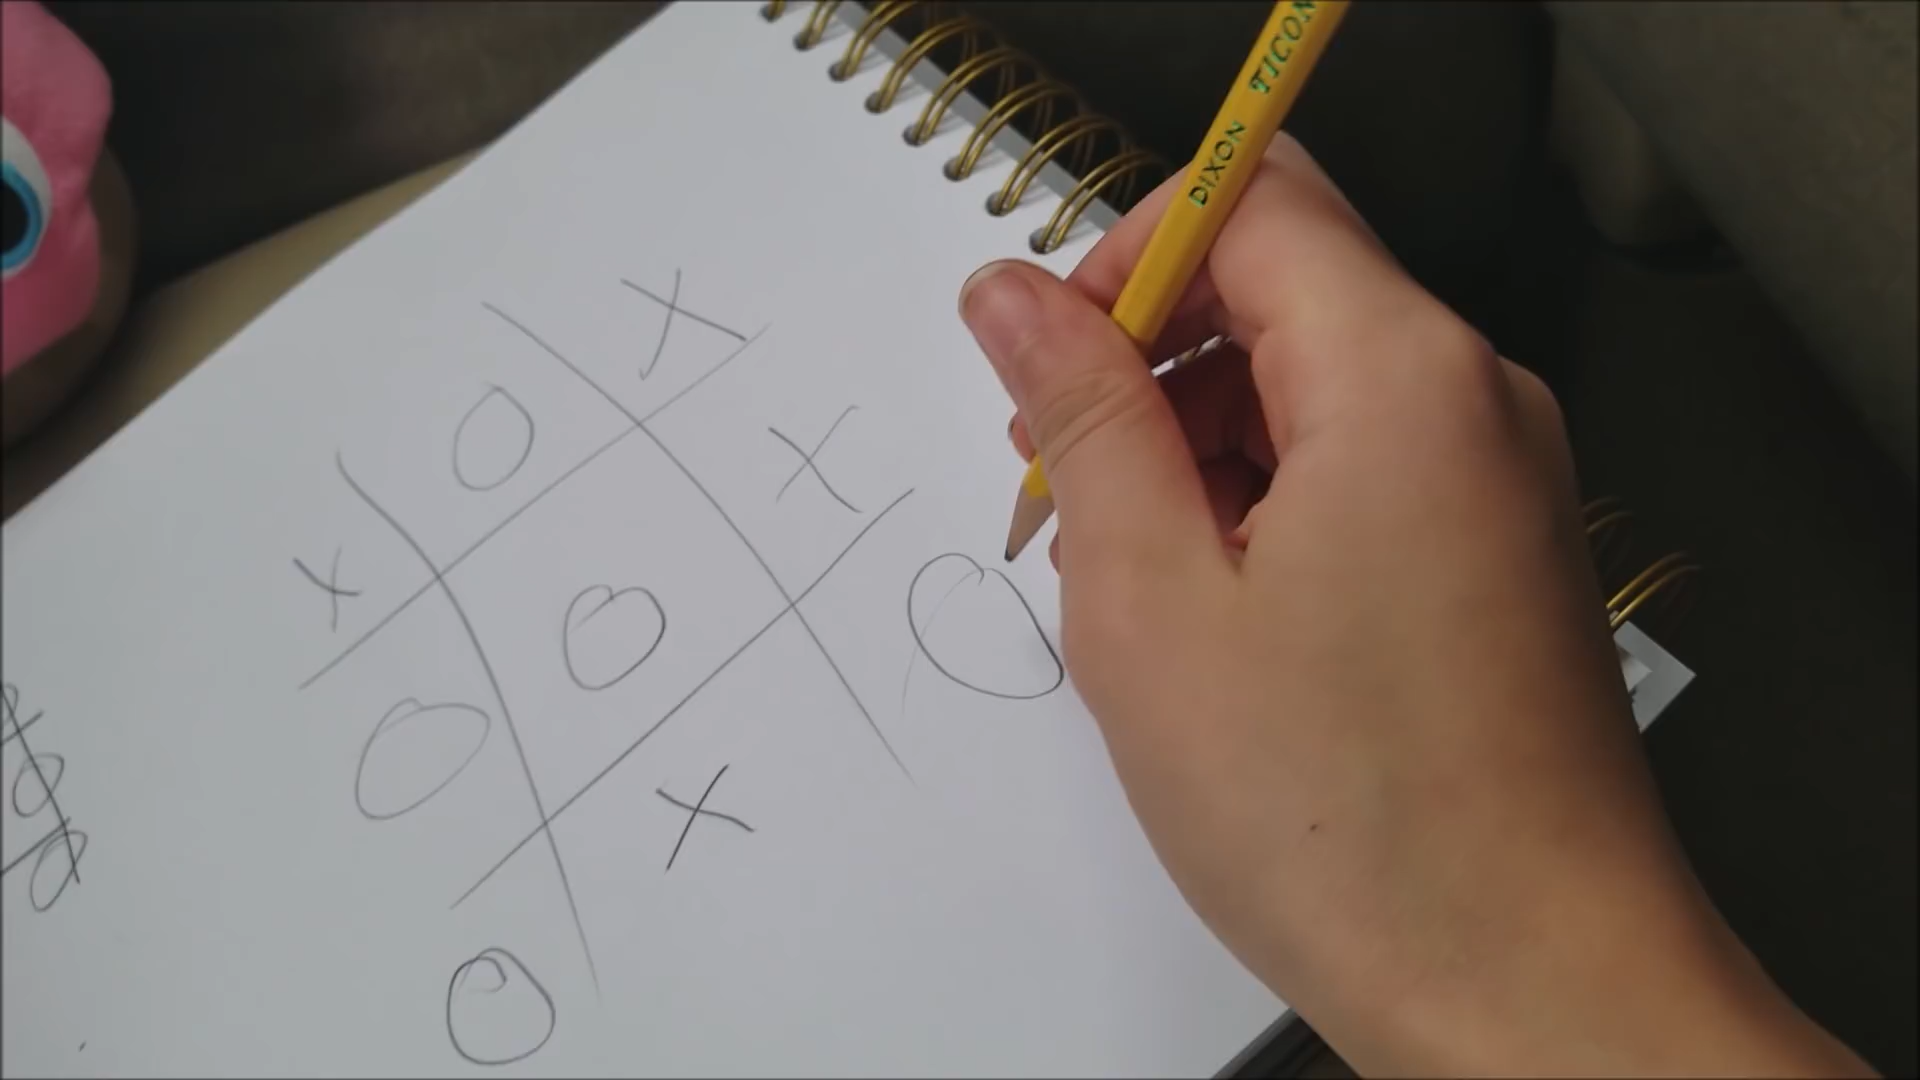 DIXON TICON
X O X
O O X
O X O